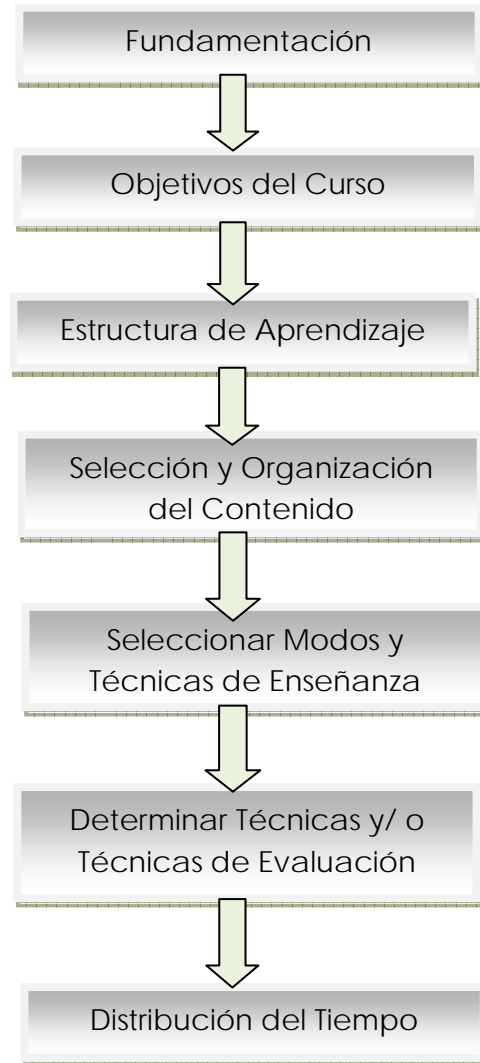 Fundamentación
Objetivos del Curso
Estructura de Aprendizaje
Selección y Organización
del Contenido
Seleccionar Modos y
Técnicas de Enseñanza
Determinar Técnicas y/ o
Técnicas de Evaluación
Distribución del Tiempo